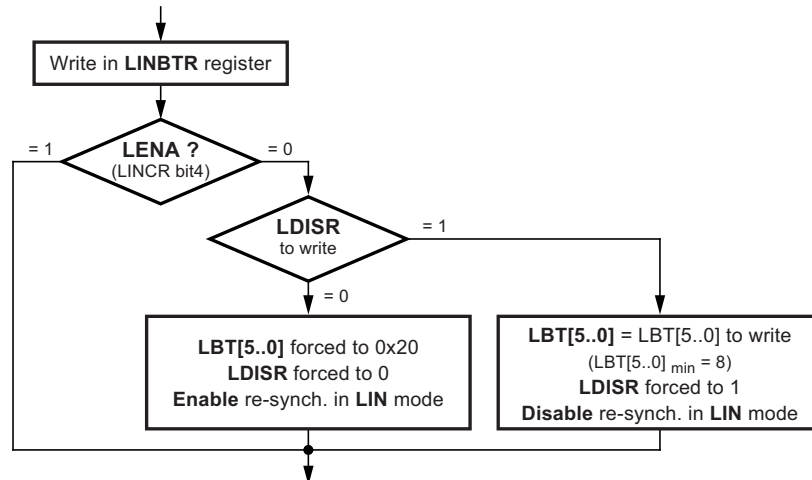 Write in LINBTR register
= 1
LENA ?
(LINCR bit4)
= 0
LDISR
to write
= 1
= 0
LBT[5..0] forced to 0x20
LDISR forced to 0
Enable re-synch. in LIN mode
LBT[5..0] = LBT[5..0] to write
(LBT[5..0] min = 8)
LDISR forced to 1
Disable re-synch. in LIN mode